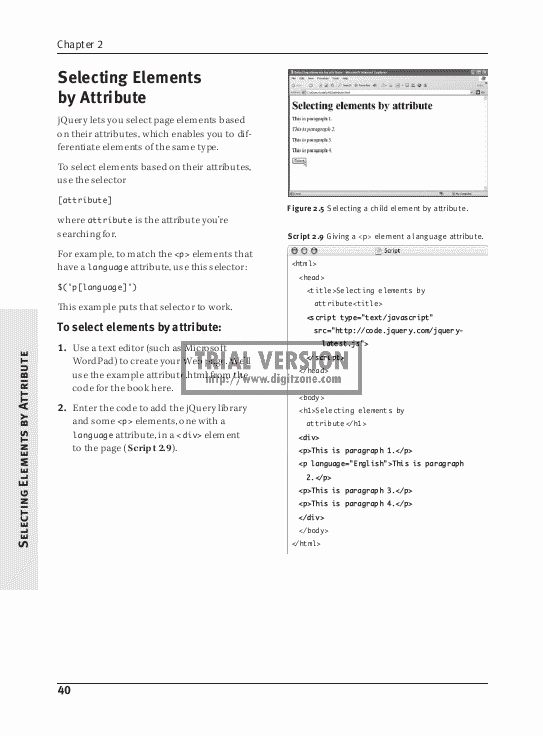 Chapter 2
Selecting Elements
by Attribute
jQuery lets you select page elements based
on their attributes, which enables you to dif-
ferentiate elements of the same type.
To select elements based on their attributes,
use the selector
[attribute]
where attribute is the attribute you're
searching for.
For example, to match the <p> elements that
have a language attribute, use this selector:
$('p[language]')
This example puts that selector to work.
To select elements by attribute:
1. Use a text editor (such as Microsoft
WordPad) to create your Web page. We'll
use the example attribute.html from the
code for the book here.
2. Enter the code to add the jQuery library
and some <p> elements, one with a
language attribute, in a <div> element
to the page (Script 2.9).
Selecting elements by attribute
This is paragraph 1.
This is paragraph 2.
This is paragraph 3.
This is paragraph 4.
Figure 2.5 Selecting a child element by attribute.
Script 2.9 Giving a <p> element a language attribute.
Script
<html>
<head>
<title>Selecting elements by
attribute<title>
<script type="text/javascript"
src="http://code.jquery.com/jquery-
latest.js">
</script>
</head>
<body>
<h1>Selecting elements by
attribute</h1>
<div>
<p>This is paragraph 1.</p>
<p language="English">This is paragraph
2.</p>
<p>This is paragraph 3.</p>
<p>This is paragraph 4.</p>
</div>
</body>
</html>
TRIAL VERSION
http://www.digitzone.com
Selecting Elements by Attribute
40